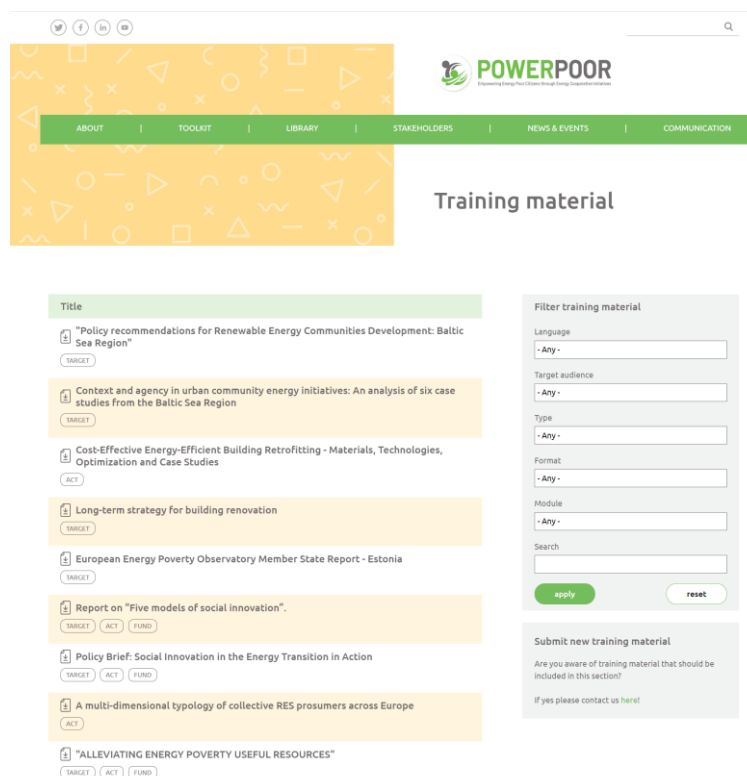 POWERPOOR
Empowering Energy Poor Citizens through Energy Cooperative Initiatives
ABOUT | TOOLKIT | LIBRARY | STAKEHOLDERS | NEWS & EVENTS | COMMUNICATION
Training material
Title
"Policy recommendations for Renewable Energy Communities Development: Baltic
Sea Region"
TARGET
Context and agency in urban community energy initiatives: An analysis of six case
studies from the Baltic Sea Region
TARGET
Cost-Effective Energy-Efficient Building Retrofitting - Materials, Technologies,
Optimization and Case Studies
ACT
Long-term strategy for building renovation
TARGET
European Energy Poverty Observatory Member State Report - Estonia
TARGET
Report on "Five models of social innovation".
TARGET ACT FUND
Policy Brief: Social Innovation in the Energy Transition in Action
TARGET ACT FUND
A multi-dimensional typology of collective RES prosumers across Europe
ACT
"ALLEVIATING ENERGY POVERTY USEFUL RESOURCES"
TARGET ACT FUND
Filter training material
Language
- Any -
Target audience
- Any -
Type
- Any -
Format
- Any -
Module
- Any -
Search
apply reset
Submit new training material
Are you aware of training material that should be
included in this section?
If yes please contact us here!